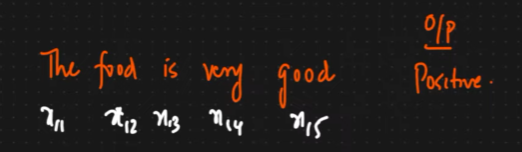 O/P
The food is very good Positive.
x11 x12 x13 x14 x15